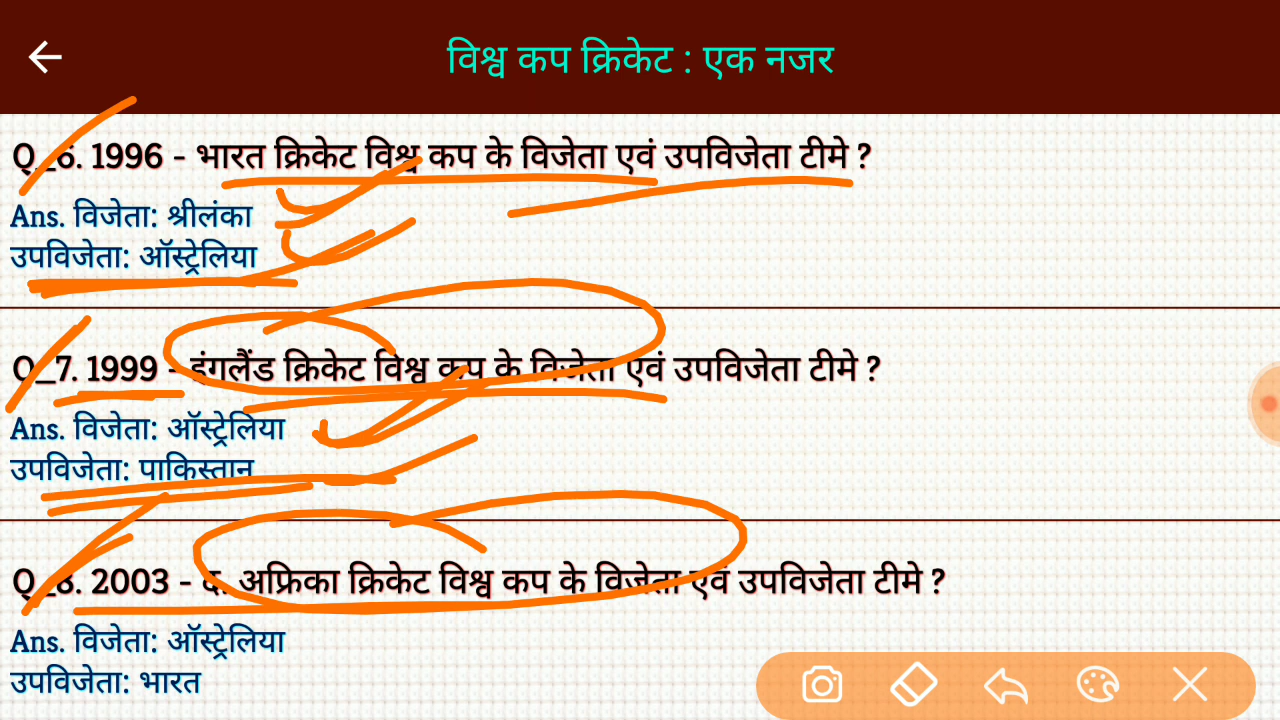 विश्व कप क्रिकेट : एक नजर
Q_6. 1996 - भारत क्रिकेट विश्व कप के विजेता एवं उपविजेता टीमे ?
Ans. विजेता: श्रीलंका
उपविजेता: ऑस्ट्रेलिया
Q_7. 1999 - इंगलैंड क्रिकेट विश्व कप के विजेता एवं उपविजेता टीमे ?
Ans. विजेता: ऑस्ट्रेलिया
उपविजेता: पाकिस्तान
Q_8. 2003 - द. अफ्रिका क्रिकेट विश्व कप के विजेता एवं उपविजेता टीमे ?
Ans. विजेता: ऑस्ट्रेलिया
उपविजेता: भारत